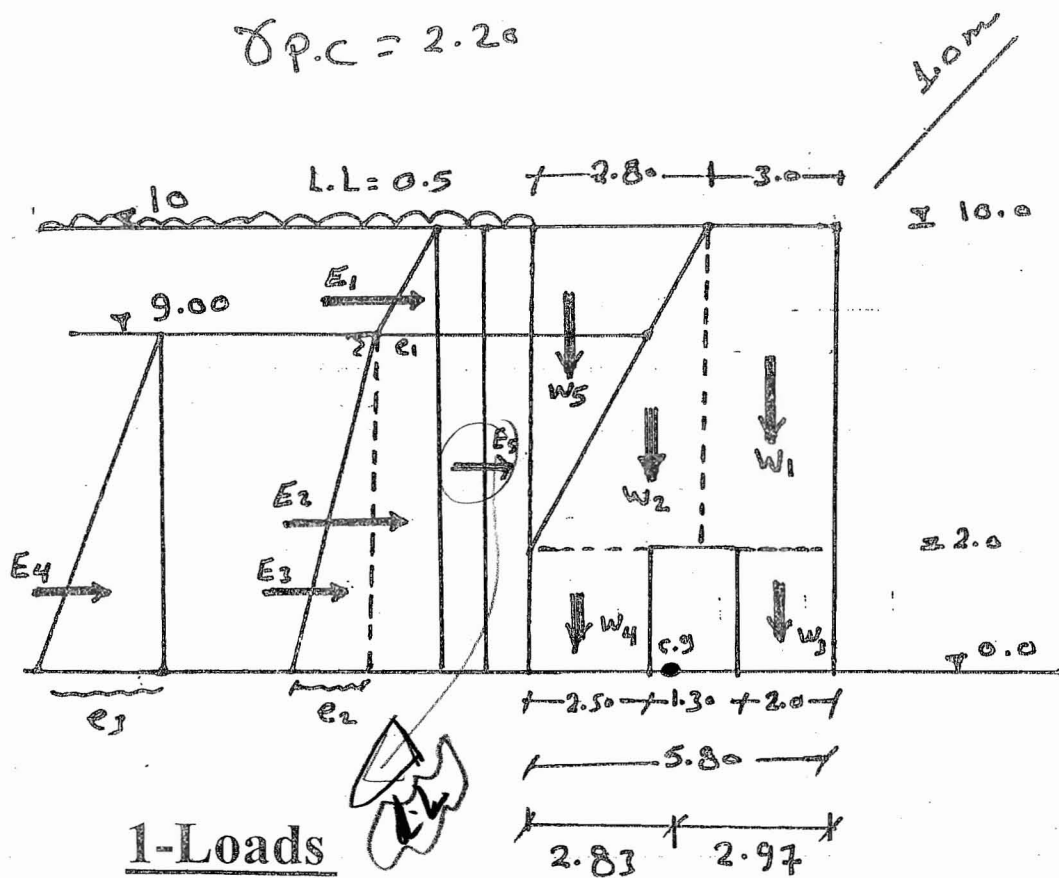 γP.C = 2.20
1.0m
L.L = 0.5
2.80
3.0
10
10.0
E1
9.00
2
e1
W5
E5
W1
W2
E2
2.0
E4
E3
W4
W3
c.g
0.0
e3
e2
2.50
1.30
2.0
5.80
2.83
2.97
1-Loads